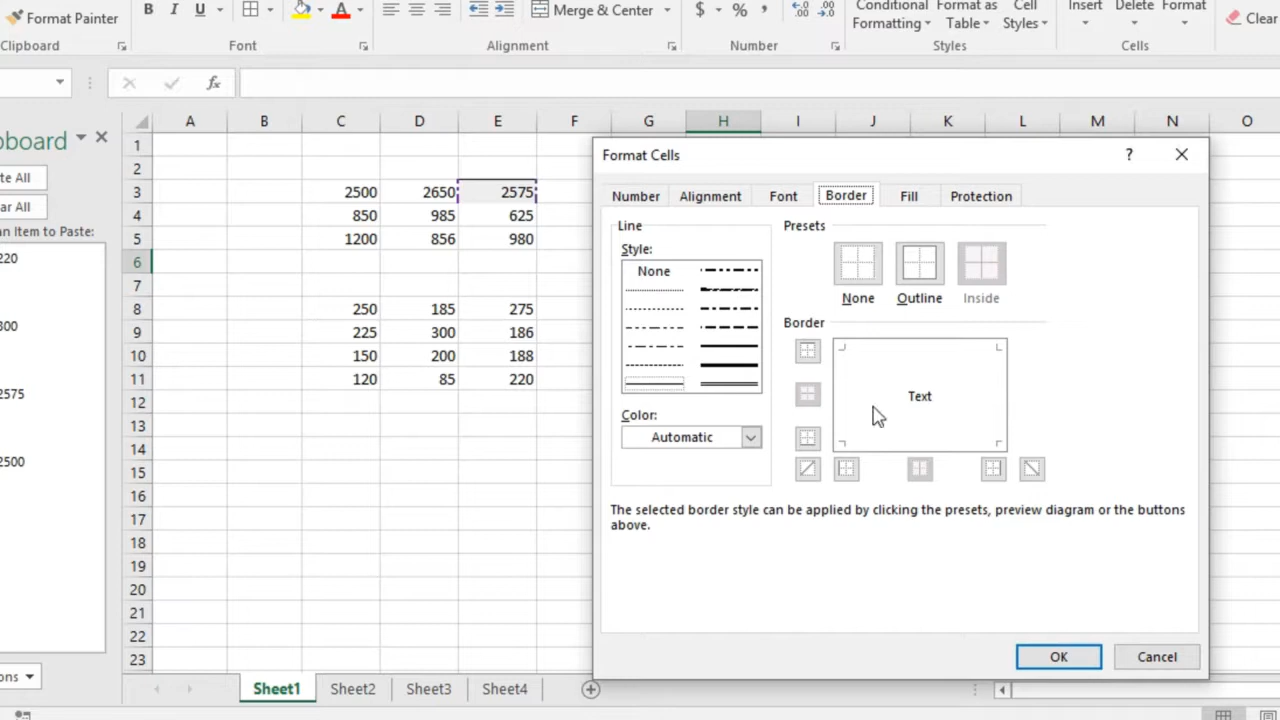 Format Painter
B I U A Merge & Center $ % , Conditional Format as Cell Insert Delete Format Clear
Formatting Table Styles
Clipboard Font Alignment Number Styles Cells
fx
pboard
te All
ar All
an Item to Paste:
220
300
2575
2500
ons
A B C D E F G H I J K L M N O
1
2
3 2500 2650 2575
4 850 985 625
5 1200 856 980
6
7
8 250 185 275
9 225 300 186
10 150 200 188
11 120 85 220
12
13
14
15
16
17
18
19
20
21
22
23
Sheet1 Sheet2 Sheet3 Sheet4
Format Cells ?
Number Alignment Font Border Fill Protection
Line
Style:
None
Color:
Automatic
Presets
None Outline Inside
Border
Text
The selected border style can be applied by clicking the presets, preview diagram or the buttons
above.
OK Cancel